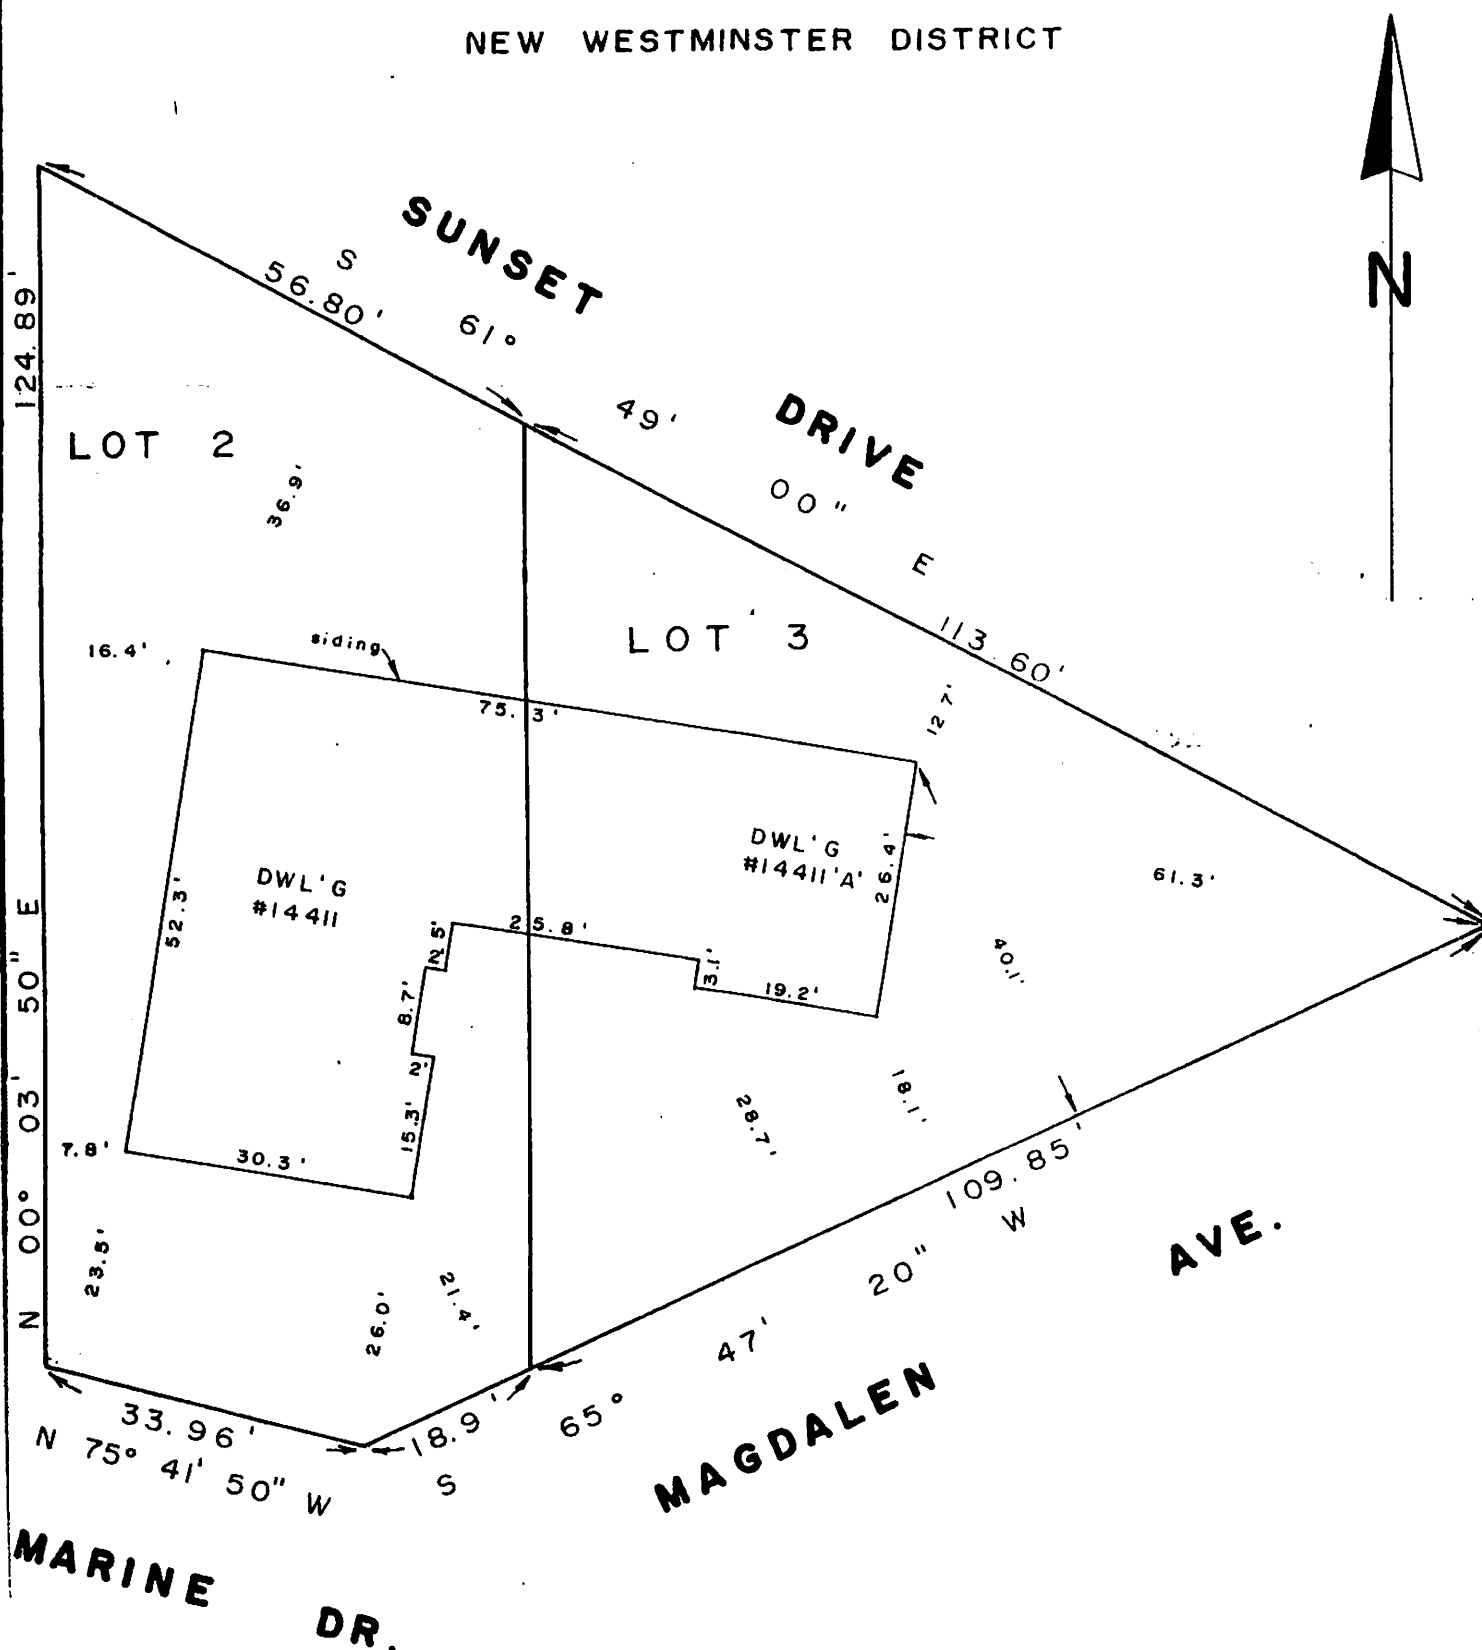 NEW WESTMINSTER DISTRICT
N
SUNSET DRIVE
S 61° 49' 00" E
56.80'
113.60'
124.89'
N 00° 03' 50" E
LOT 2
LOT 3
36.9'
16.4'
siding
75.3'
12.7'
DWL'G
#14411'A'
26.4'
61.3'
DWL'G
#14411
52.3'
25.8'
2.5'
3.1'
19.2'
40.1'
8.7'
2'
15.3'
18.1'
28.7'
7.8'
30.3'
23.5'
26.0'
21.4'
109.85'
S 65° 47' 20" W
18.9'
33.96'
N 75° 41' 50" W
MAGDALEN AVE.
MARINE DR.